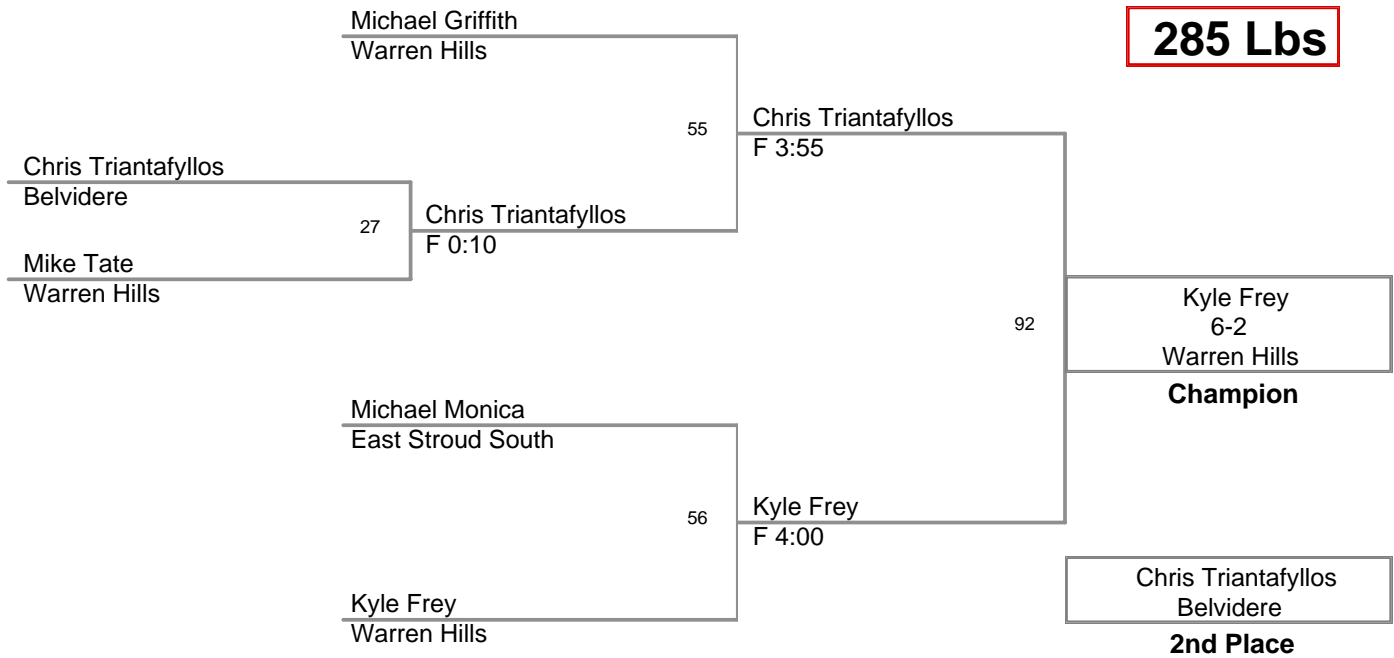 Michael Griffith
Warren Hills
285 Lbs
55
Chris Triantafyllos
F 3:55
Chris Triantafyllos
Belvidere
27
Chris Triantafyllos
F 0:10
Mike Tate
Warren Hills
92
Kyle Frey
6-2
Warren Hills
Champion
Michael Monica
East Stroud South
56
Kyle Frey
F 4:00
Kyle Frey
Warren Hills
Chris Triantafyllos
Belvidere
2nd Place